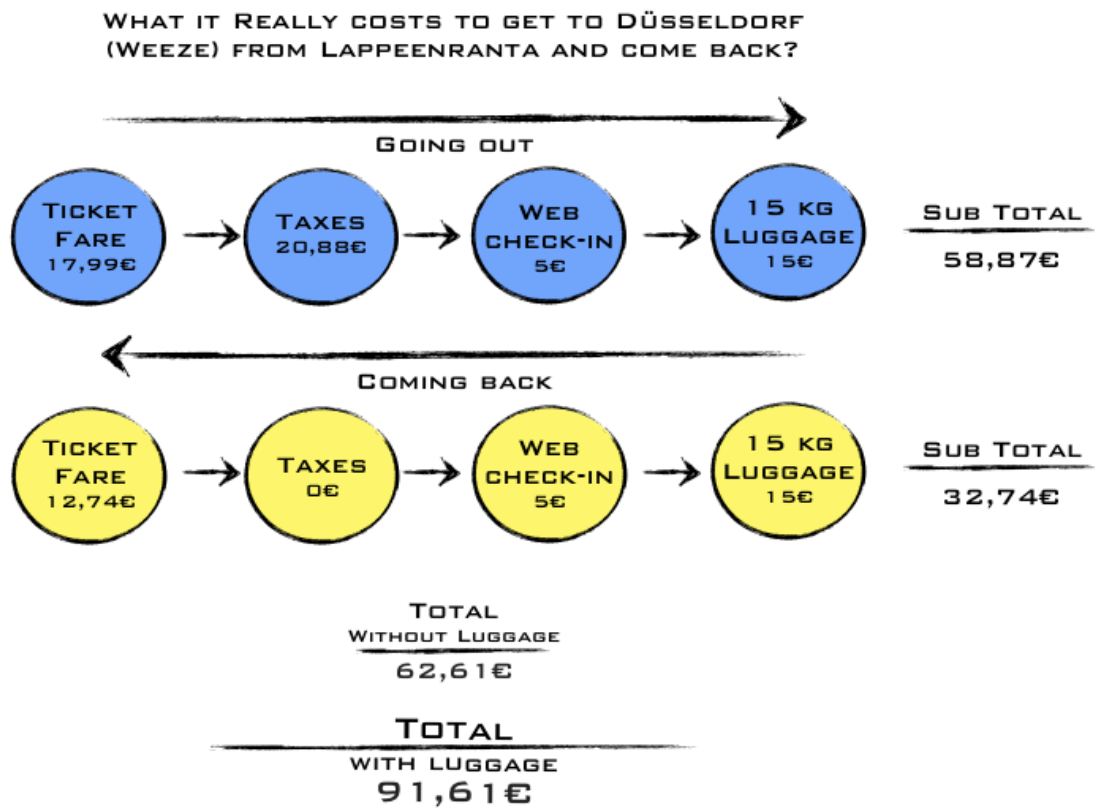 What it Really costs to get to Düsseldorf
(Weeze) from Lappeenranta and come back?
Going out
Ticket
Fare
17,99€
Taxes
20,88€
Web
check-in
5€
15 kg
Luggage
15€
Sub Total
58,87€
Coming back
Ticket
Fare
12,74€
Taxes
0€
Web
check-in
5€
15 kg
Luggage
15€
Sub Total
32,74€
Total
Without Luggage
62,61€
Total
with luggage
91,61€